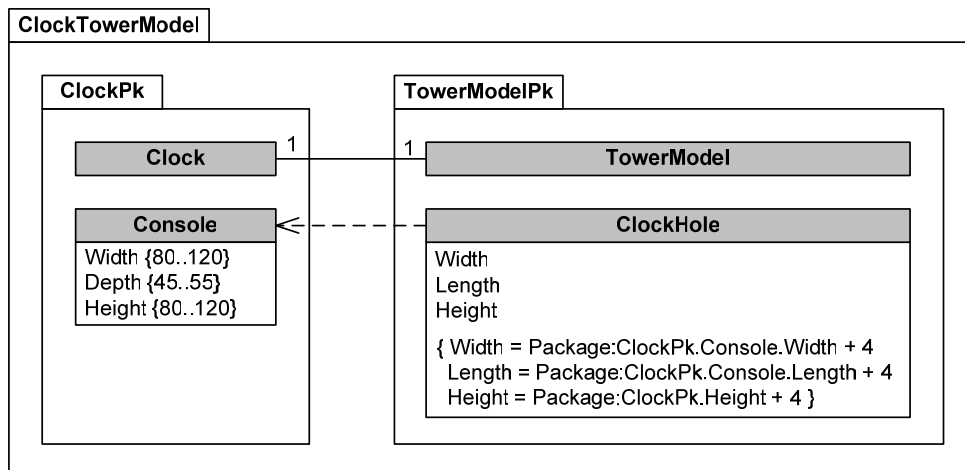 ClockTowerModel
ClockPk
Clock
1
Console
Width {80..120}
Depth {45..55}
Height {80..120}
TowerModelPk
1
TowerModel
ClockHole
Width
Length
Height
{ Width = Package:ClockPk.Console.Width + 4
Length = Package:ClockPk.Console.Length + 4
Height = Package:ClockPk.Height + 4 }